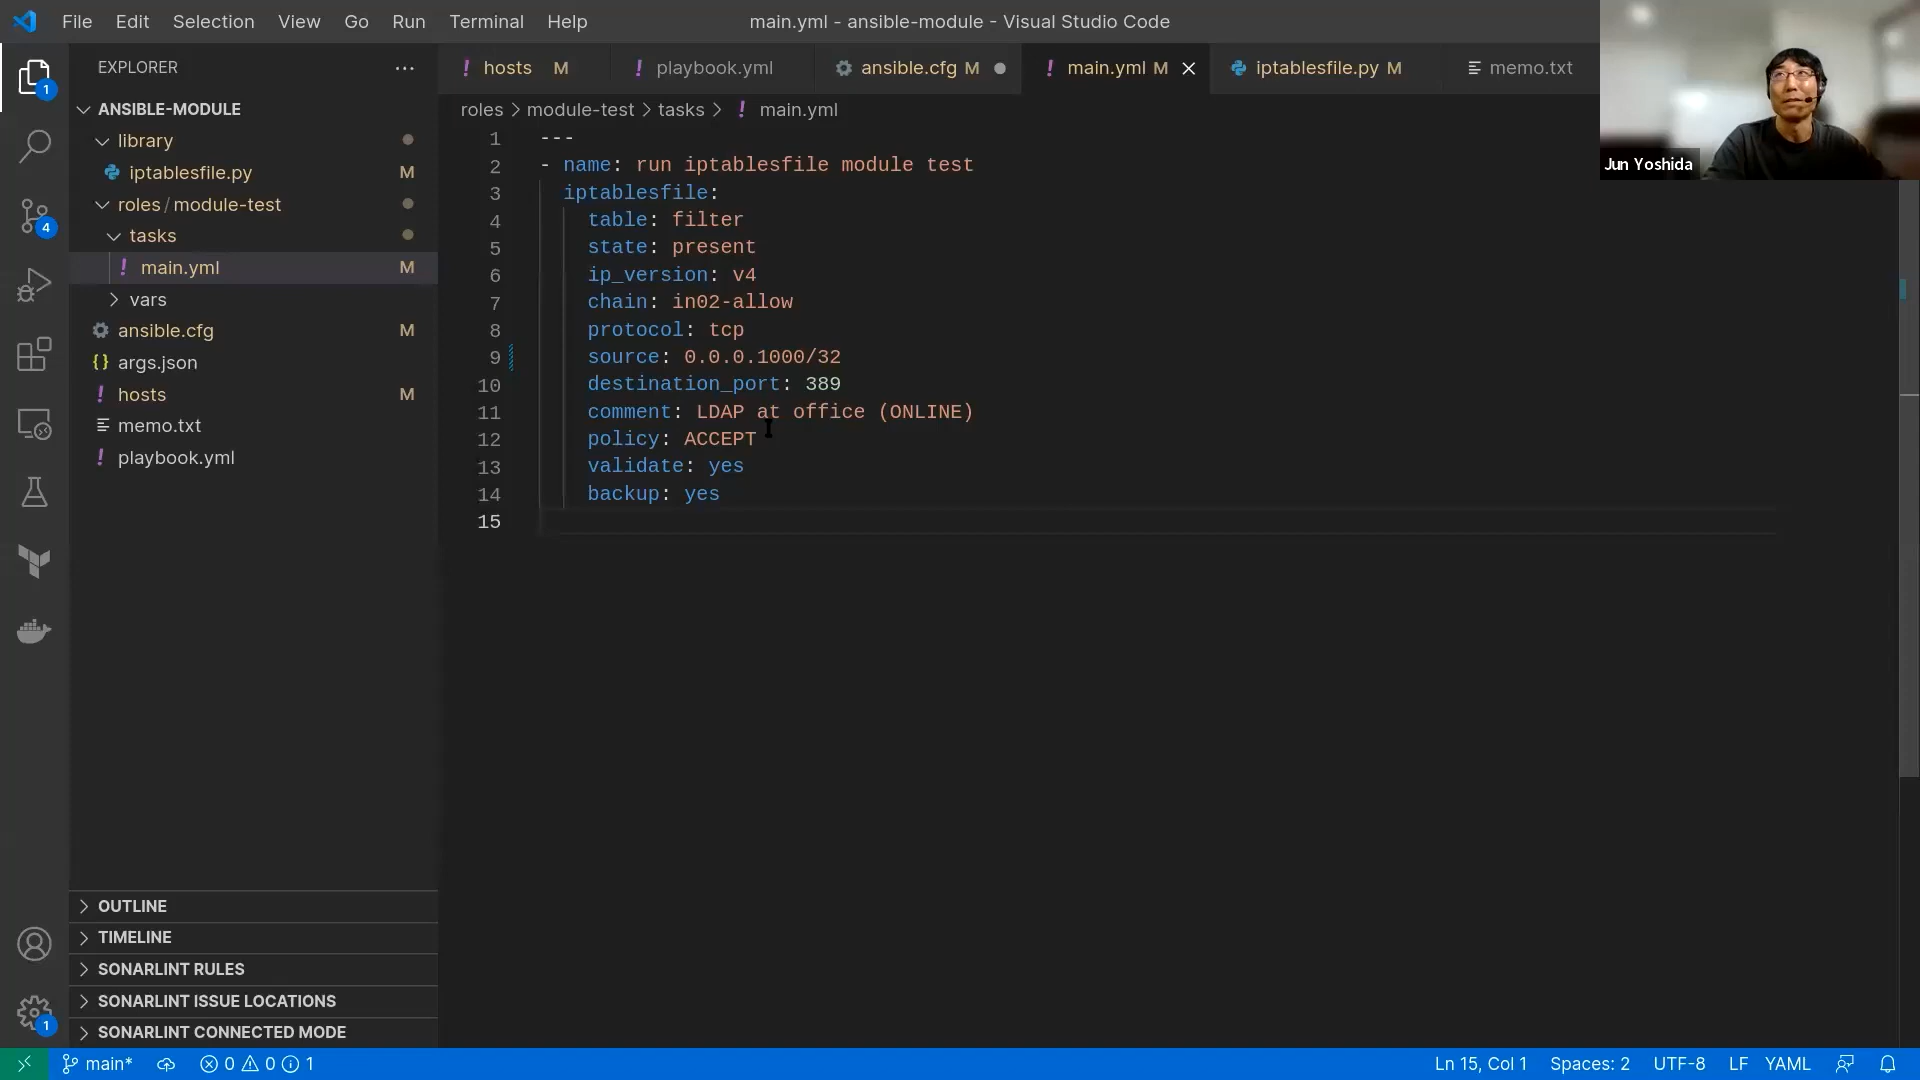 File Edit Selection View Go Run Terminal Help
main.yml - ansible-module - Visual Studio Code
Jun Yoshida
EXPLORER
1
ANSIBLE-MODULE
library
iptablesfile.py M
roles / module-test
tasks
main.yml M
vars
ansible.cfg M
args.json
hosts M
memo.txt
playbook.yml
4
OUTLINE
TIMELINE
SONARLINT RULES
SONARLINT ISSUE LOCATIONS
SONARLINT CONNECTED MODE
1
hosts M playbook.yml ansible.cfg M main.yml M iptablesfile.py M memo.txt
roles > module-test > tasks > ! main.yml
1 ---
2 - name: run iptablesfile module test
3 iptablesfile:
4 table: filter
5 state: present
6 ip_version: v4
7 chain: in02-allow
8 protocol: tcp
9 source: 0.0.0.1000/32
10 destination_port: 389
11 comment: LDAP at office (ONLINE)
12 policy: ACCEPT
13 validate: yes
14 backup: yes
15
main* 0 0 1
Ln 15, Col 1 Spaces: 2 UTF-8 LF YAML